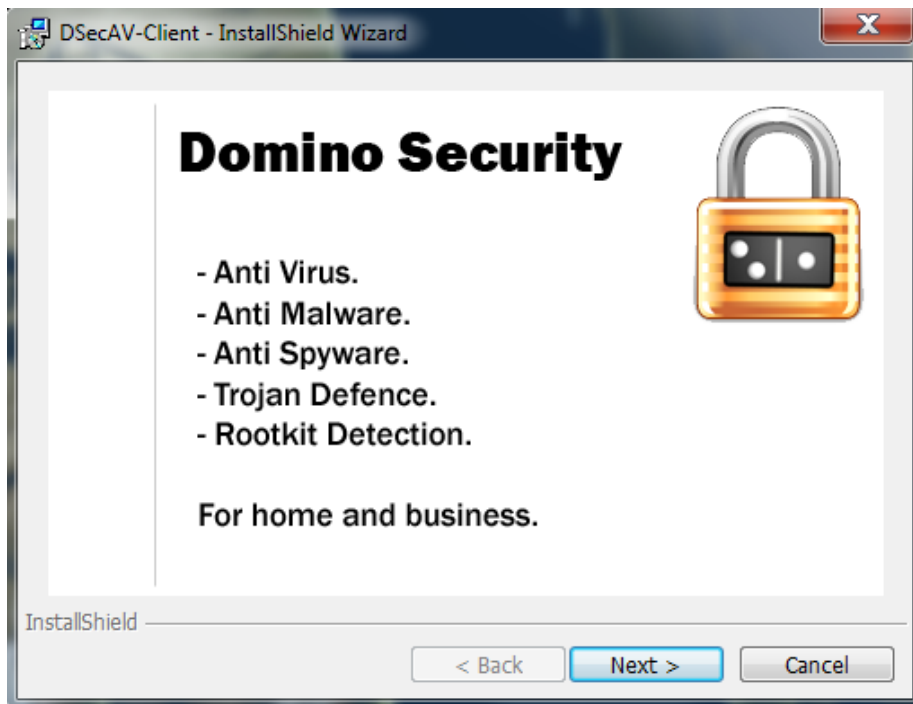 DSecAV-Client - InstallShield Wizard
Domino Security
- Anti Virus.
- Anti Malware.
- Anti Spyware.
- Trojan Defence.
- Rootkit Detection.
For home and business.
InstallShield
< Back
Next >
Cancel